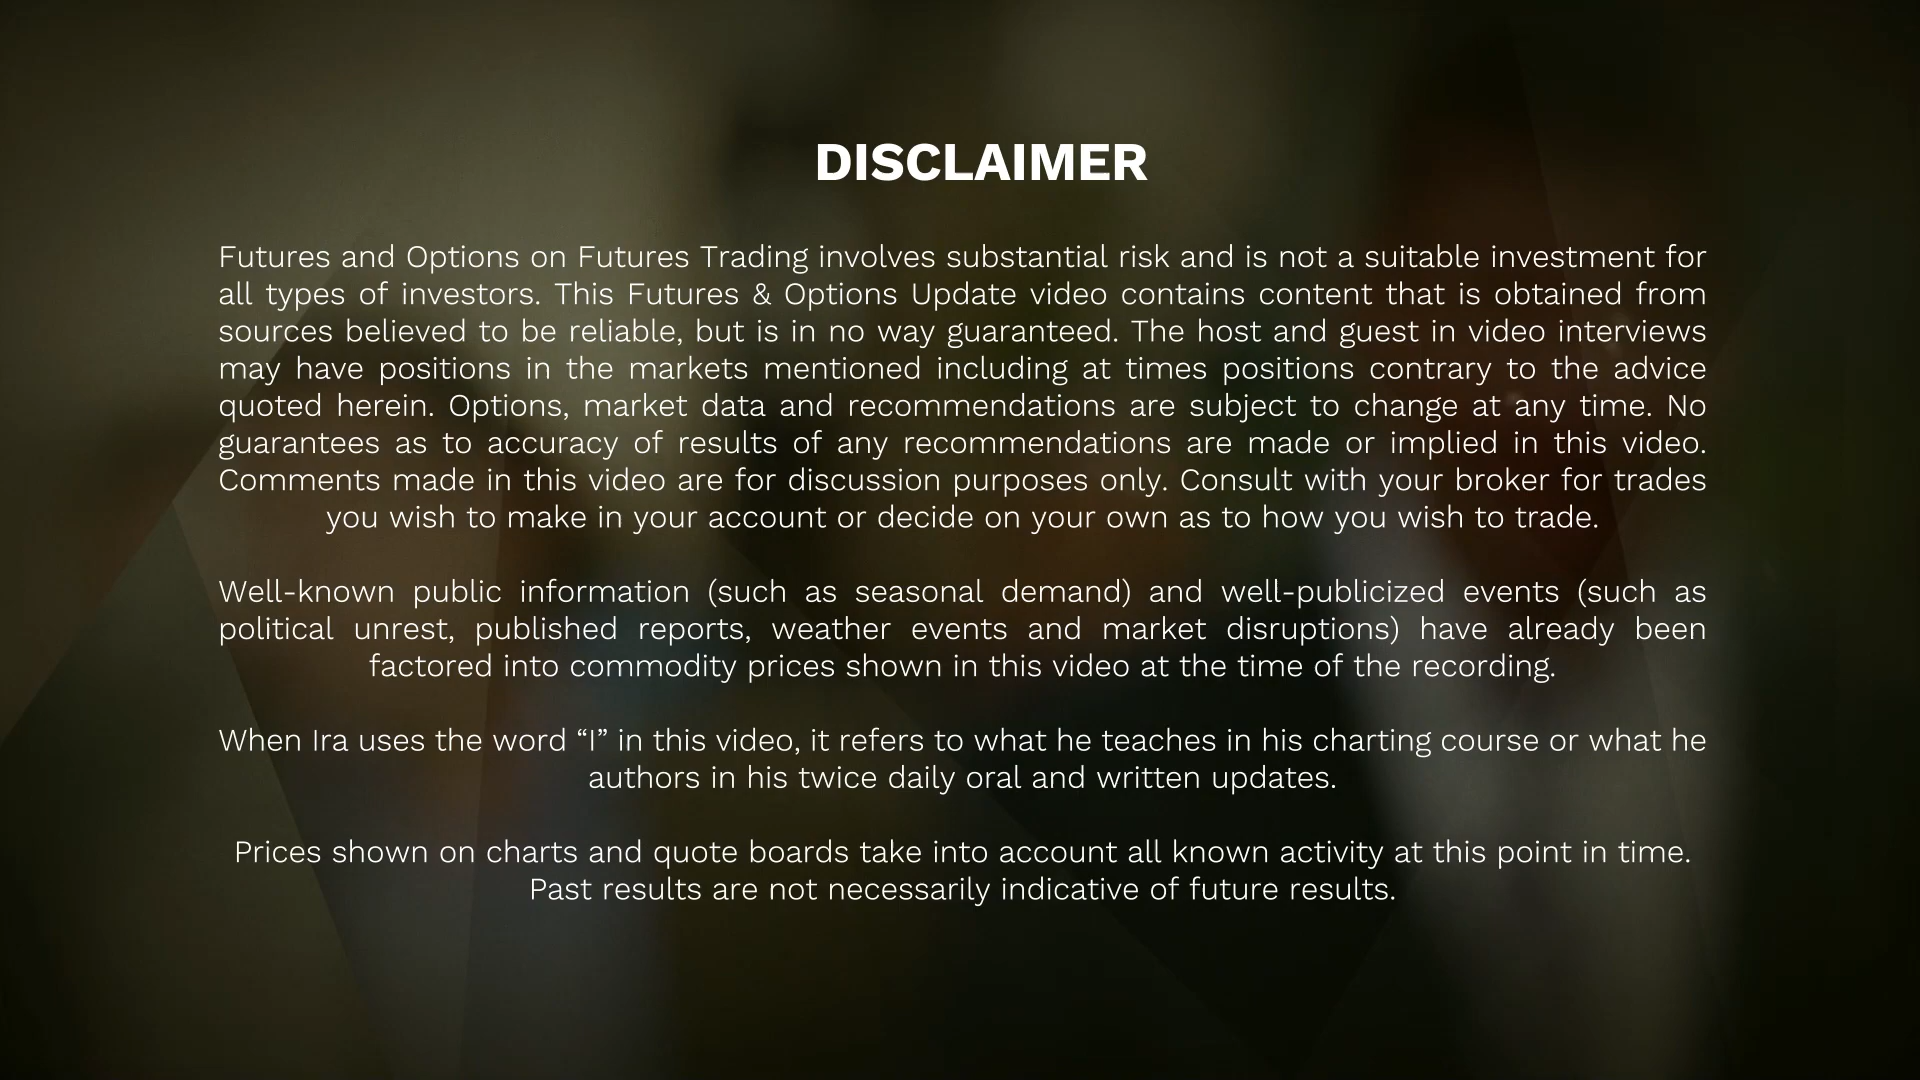 DISCLAIMER
Futures and Options on Futures Trading involves substantial risk and is not a suitable investment for
all types of investors. This Futures & Options Update video contains content that is obtained from
sources believed to be reliable, but is in no way guaranteed. The host and guest in video interviews
may have positions in the markets mentioned including at times positions contrary to the advice
quoted herein. Options, market data and recommendations are subject to change at any time. No
guarantees as to accuracy of results of any recommendations are made or implied in this video.
Comments made in this video are for discussion purposes only. Consult with your broker for trades
you wish to make in your account or decide on your own as to how you wish to trade.
Well-known public information (such as seasonal demand) and well-publicized events (such as
political unrest, published reports, weather events and market disruptions) have already been
factored into commodity prices shown in this video at the time of the recording.
When Ira uses the word “I” in this video, it refers to what he teaches in his charting course or what he
authors in his twice daily oral and written updates.
Prices shown on charts and quote boards take into account all known activity at this point in time.
Past results are not necessarily indicative of future results.